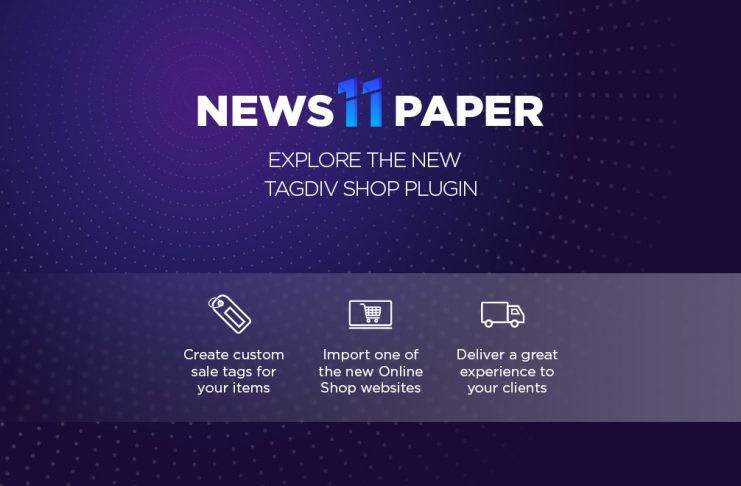 NEWS 11 PAPER
EXPLORE THE NEW
TAGDIV SHOP PLUGIN
Create custom
sale tags for
your items
Import one of
the new Online
Shop websites
Deliver a great
experience to
your clients